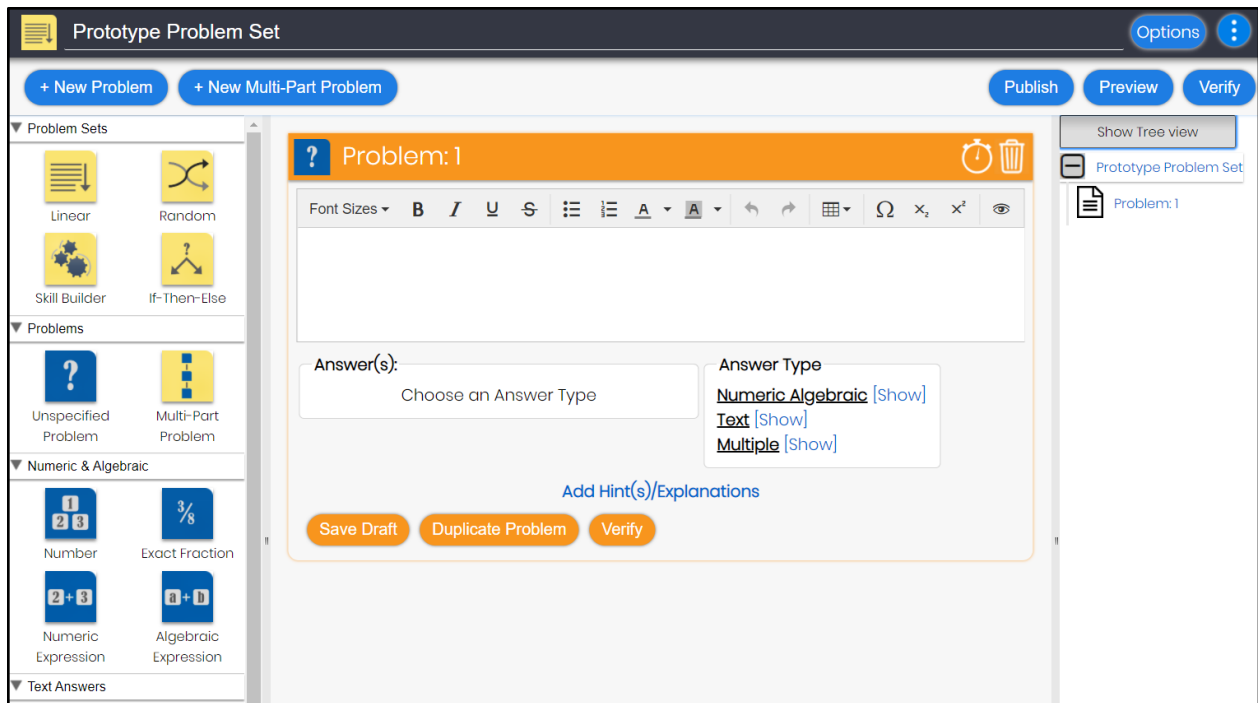 Prototype Problem Set
Options
+ New Problem
+ New Multi-Part Problem
Publish
Preview
Verify
Problem Sets
Linear
Random
Skill Builder
If-Then-Else
Problems
Unspecified
Problem
Multi-Part
Problem
Numeric & Algebraic
Number
Exact Fraction
Numeric
Expression
Algebraic
Expression
Text Answers
Problem: 1
Font Sizes
Answer(s):
Choose an Answer Type
Answer Type
Numeric Algebraic [Show]
Text [Show]
Multiple [Show]
Add Hint(s)/Explanations
Save Draft
Duplicate Problem
Verify
Show Tree view
Prototype Problem Set
Problem: 1